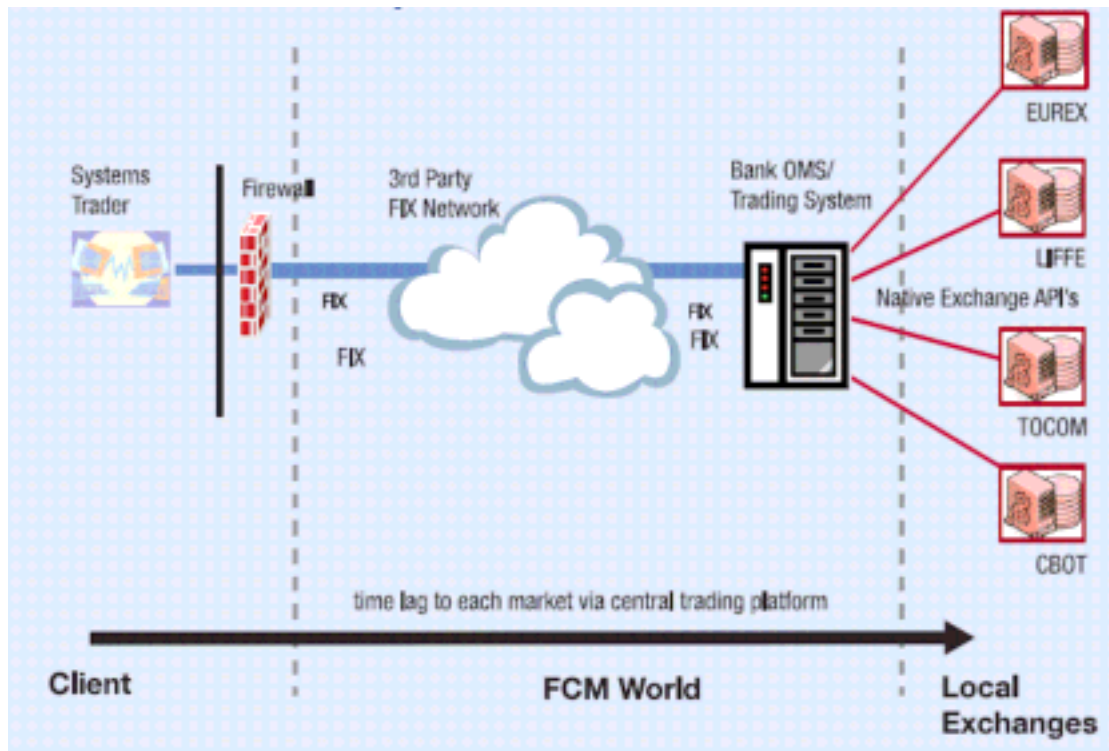 EUREX
Systems
Trader
Firewall
3rd Party
FIX Network
Bank OMS/
Trading System
LIFFE
FIX
FIX
FIX
FIX
Native Exchange API's
TOCOM
CBOT
time lag to each market via central trading platform
Client
FCM World
Local
Exchanges